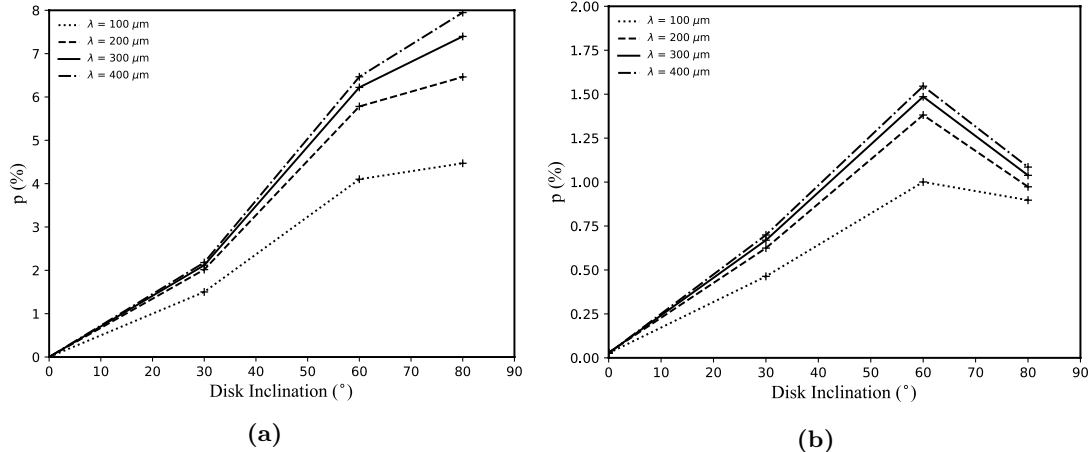 8
7
6
5
4
3
2
1
0
p (%)
λ = 100 μm
λ = 200 μm
λ = 300 μm
λ = 400 μm
0 10 20 30 40 50 60 70 80 90
Disk Inclination (°)
(a)
2.00
1.75
1.50
1.25
1.00
0.75
0.50
0.25
0.00
p (%)
λ = 100 μm
λ = 200 μm
λ = 300 μm
λ = 400 μm
0 10 20 30 40 50 60 70 80 90
Disk Inclination (°)
(b)